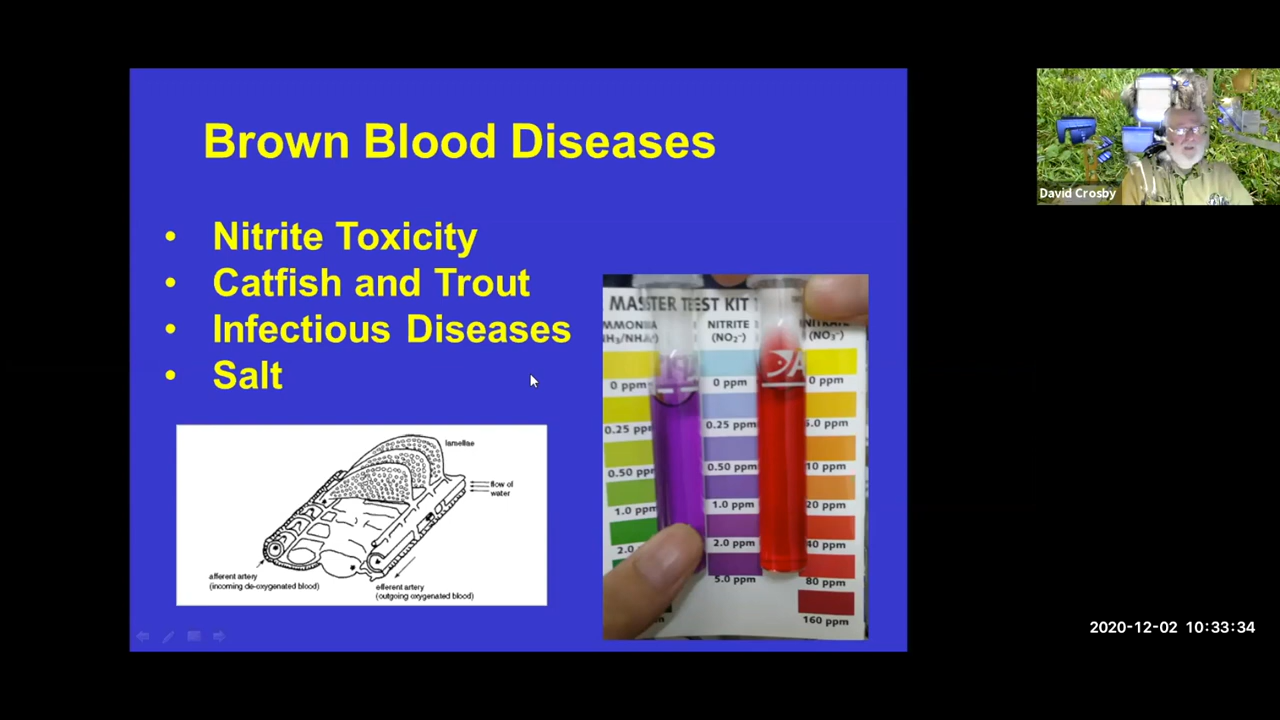 Brown Blood Diseases
• Nitrite Toxicity
• Catfish and Trout
• Infectious Diseases
• Salt
lamellae
flow of
water
afferent artery
(incoming de-oxygenated blood)
efferent artery
(outgoing oxygenated blood)
MASTER TEST KIT
NITRITE
(NO₂⁻)
NITRATE
(NO₃⁻)
0 ppm 0 ppm 0 ppm
0.25 ppm 0.25 ppm 5.0 ppm
0.50 ppm 0.50 ppm 10 ppm
1.0 ppm 1.0 ppm 20 ppm
2.0 2.0 ppm 40 ppm
5.0 ppm 80 ppm
160 ppm
David Crosby
2020-12-02 10:33:34